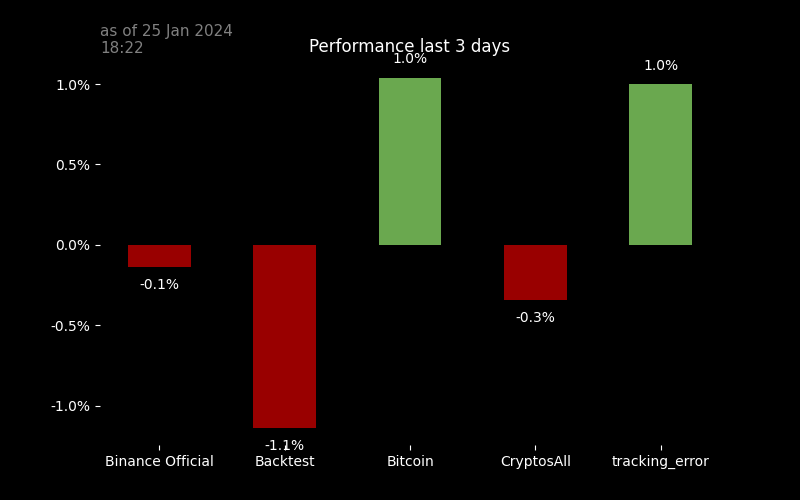 as of 25 Jan 2024
18:22
Performance last 3 days
1.0%
1.0%
1.0%
0.5%
0.0%
-0.1%
-0.3%
-0.5%
-1.0%
-1.1%
Binance Official
Backtest
Bitcoin
CryptosAll
tracking_error